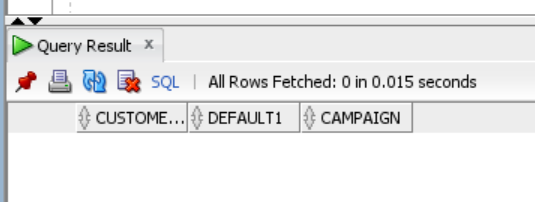 Query Result x
SQL | All Rows Fetched: 0 in 0.015 seconds
CUSTOME... DEFAULT1 CAMPAIGN